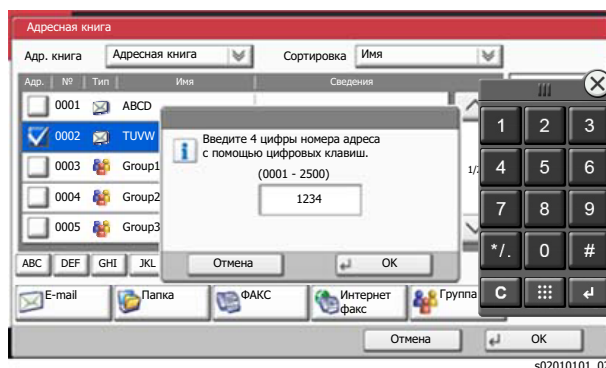 Адресная книга
Адр. книга Адресная книга Сортировка Имя
Адр. № Тип Имя Сведения
0001 ABCD
0002 TUVW
0003 Group1
0004 Group2
0005 Group3
Введите 4 цифры номера адреса
с помощью цифровых клавиш.
(0001 - 2500)
1234
Отмена OK
1 2 3
4 5 6
7 8 9
*/. 0 #
C
ABC DEF GHI JKL
E-mail Папка ФАКС Интернет факс Группа
Отмена OK